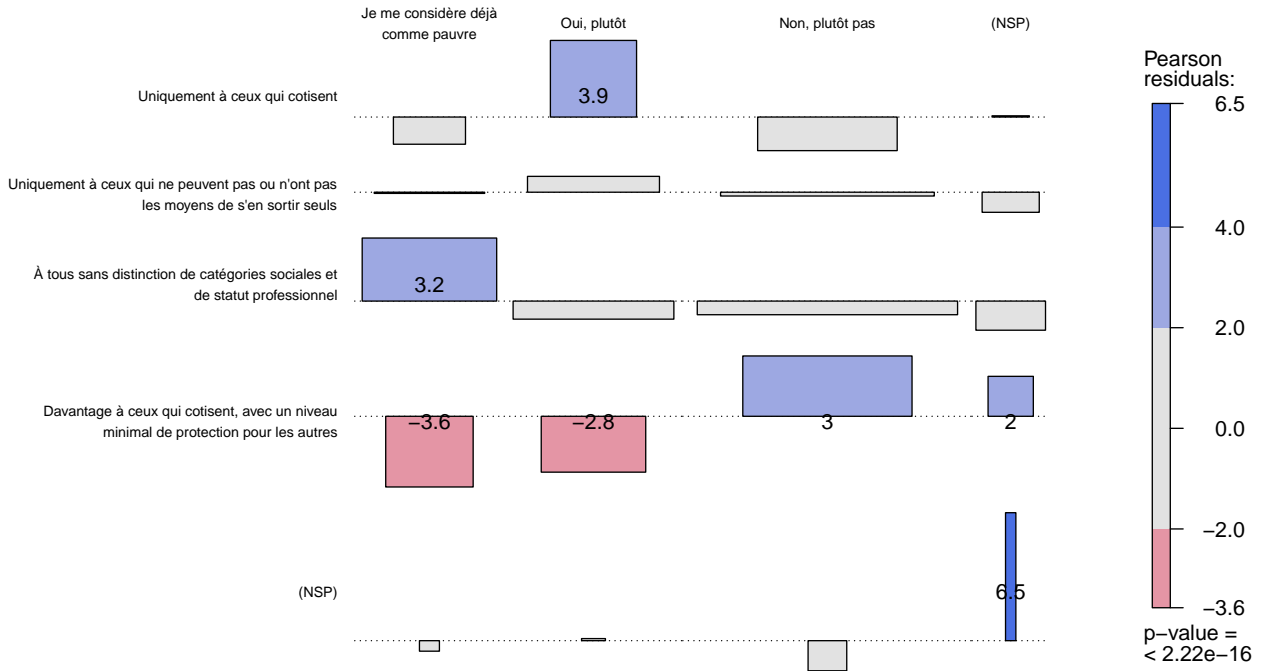 Je me considère déjà
comme pauvre
Oui, plutôt
Non, plutôt pas
(NSP)
Uniquement à ceux qui cotisent
3.9
Uniquement à ceux qui ne peuvent pas ou n'ont pas
les moyens de s'en sortir seuls
À tous sans distinction de catégories sociales et
de statut professionnel
3.2
Davantage à ceux qui cotisent, avec un niveau
minimal de protection pour les autres
−3.6
−2.8
3
2
(NSP)
6.5
Pearson
residuals:
6.5
4.0
2.0
0.0
−2.0
−3.6
p−value =
< 2.22e−16